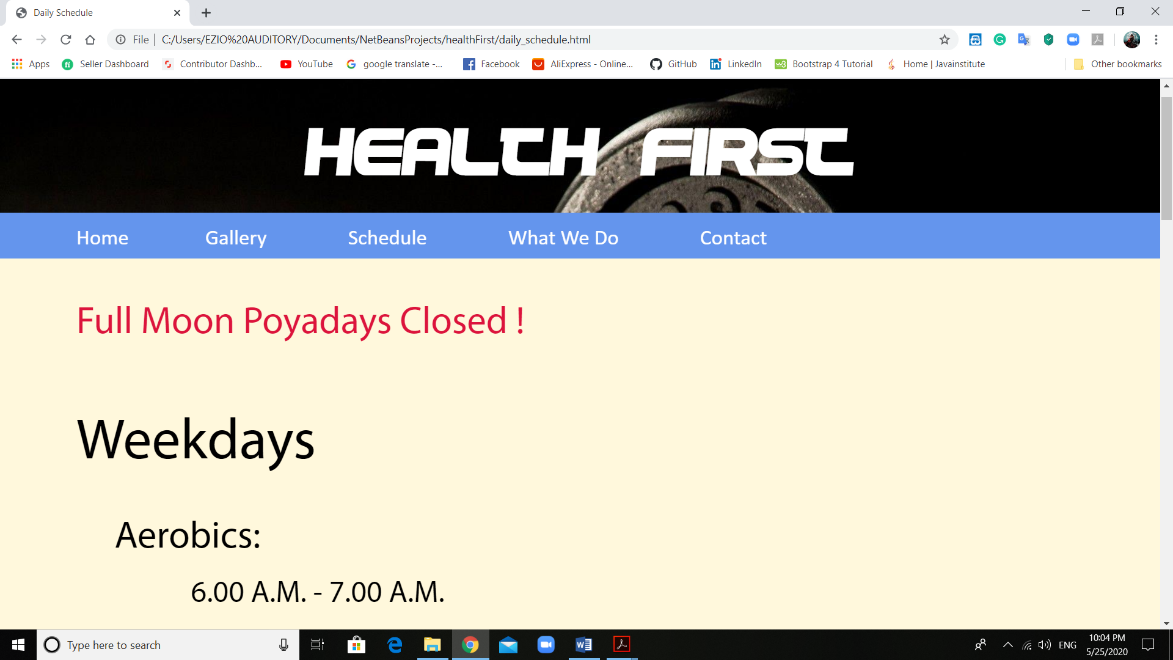 Daily Schedule
File | C:/Users/EZIO%20AUDITORY/Documents/NetBeansProjects/healthFirst/daily_schedule.html
Apps Seller Dashboard Contributor Dashb... YouTube google translate -... Facebook AliExpress - Online... GitHub LinkedIn Bootstrap 4 Tutorial Home | Javainstitute Other bookmarks
HEALTH FIRST
Home Gallery Schedule What We Do Contact
Full Moon Poyadays Closed !
Weekdays
Aerobics:
6.00 A.M. - 7.00 A.M.
Type here to search
ENG
10:04 PM
5/25/2020